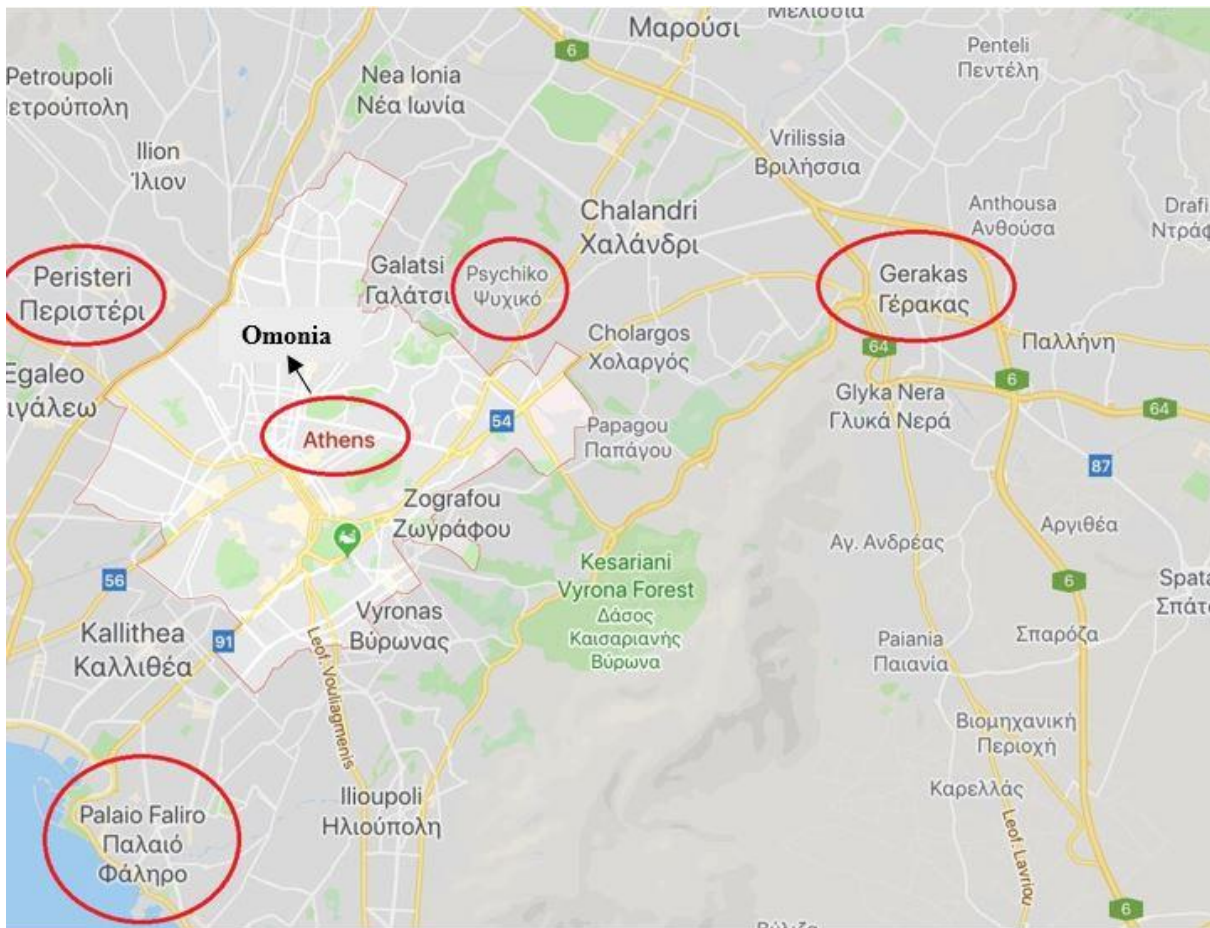 Μελίσσια
Μαρούσι
6
Penteli
Πεντέλη
Petroupoli
ετρούπολη
Nea Ionia
Νέα Ιωνία
Vrilissia
Βριλήσσια
Ilion
Ίλιον
Chalandri
Χαλάνδρι
Anthousa
Ανθούσα
Drafi
Ντράφ
Peristeri
Περιστέρι
Galatsi
Γαλάτσι
Psychiko
Ψυχικό
Gerakas
Γέρακας
Omonia
Cholargos
Χολαργός
64
Παλλήνη
Egaleo
ιγάλεω
6
Glyka Nera
Γλυκά Νερά
64
Athens
54
Papagou
Παπάγου
87
Zografou
Ζωγράφου
Αργιθέα
Αγ. Ανδρέας
Kesariani
Vyrona Forest
Δάσος
Καισαριανής
Βύρωνα
56
6
Spata
Σπάτ
Vyronas
Βύρωνας
Kallithea
Καλλιθέα
91
Paiania
Παιανία
Σπαρόζα
Leof. Vouliagmenis
Βιομηχανική
Περιοχή
Palaio Faliro
Παλαιό
Φάληρο
Ilioupoli
Ηλιούπολη
Καρελλάς
Leof. Lavriou
6